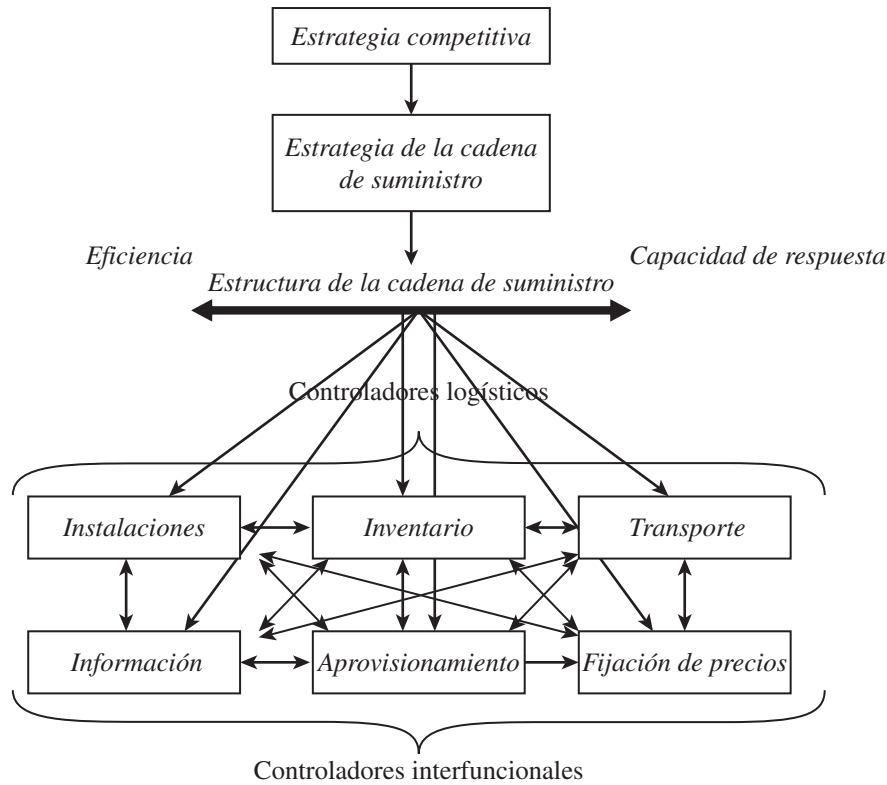 Estrategia competitiva
Estrategia de la cadena
de suministro
Eficiencia
Capacidad de respuesta
Estructura de la cadena de suministro
Controladores logísticos
Instalaciones
Inventario
Transporte
Información
Aprovisionamiento
Fijación de precios
Controladores interfuncionales